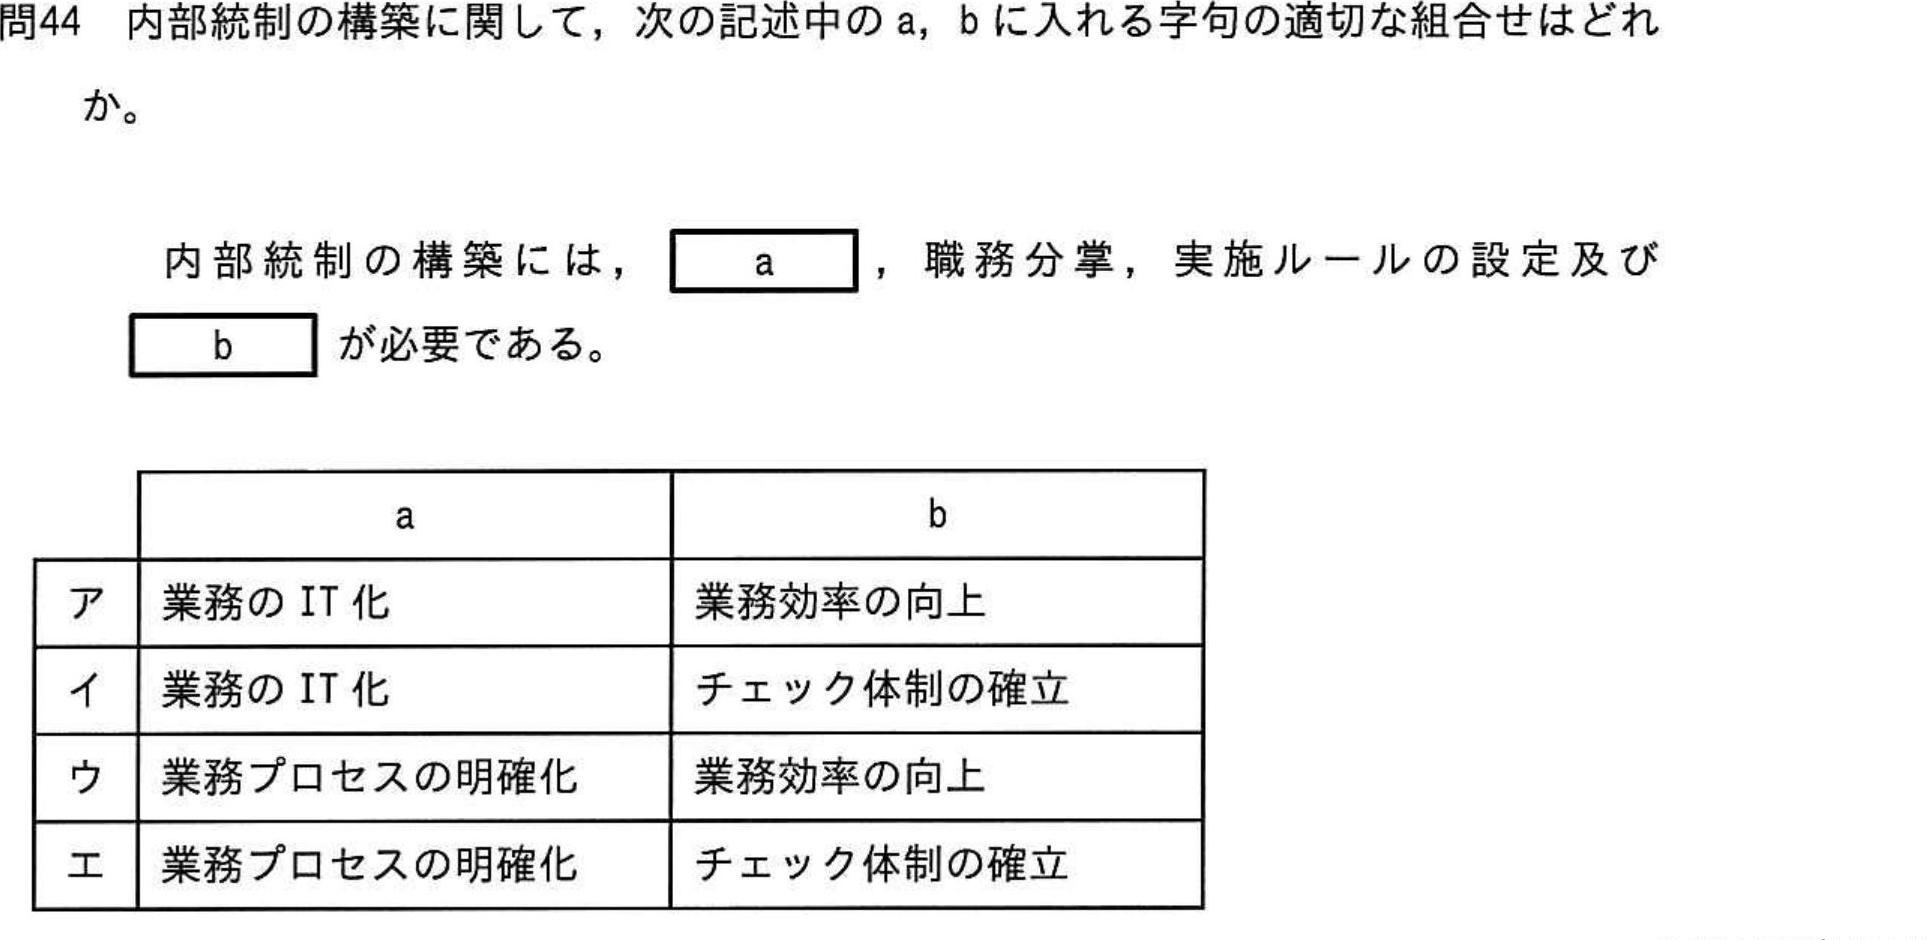 問44 内部統制の構築に関して，次の記述中の a，b に入れる字句の適切な組合せはどれ
か。
内部統制の構築には， a ，職務分掌，実施ルールの設定及び
b が必要である。
a b
ア 業務の IT 化 業務効率の向上
イ 業務の IT 化 チェック体制の確立
ウ 業務プロセスの明確化 業務効率の向上
エ 業務プロセスの明確化 チェック体制の確立